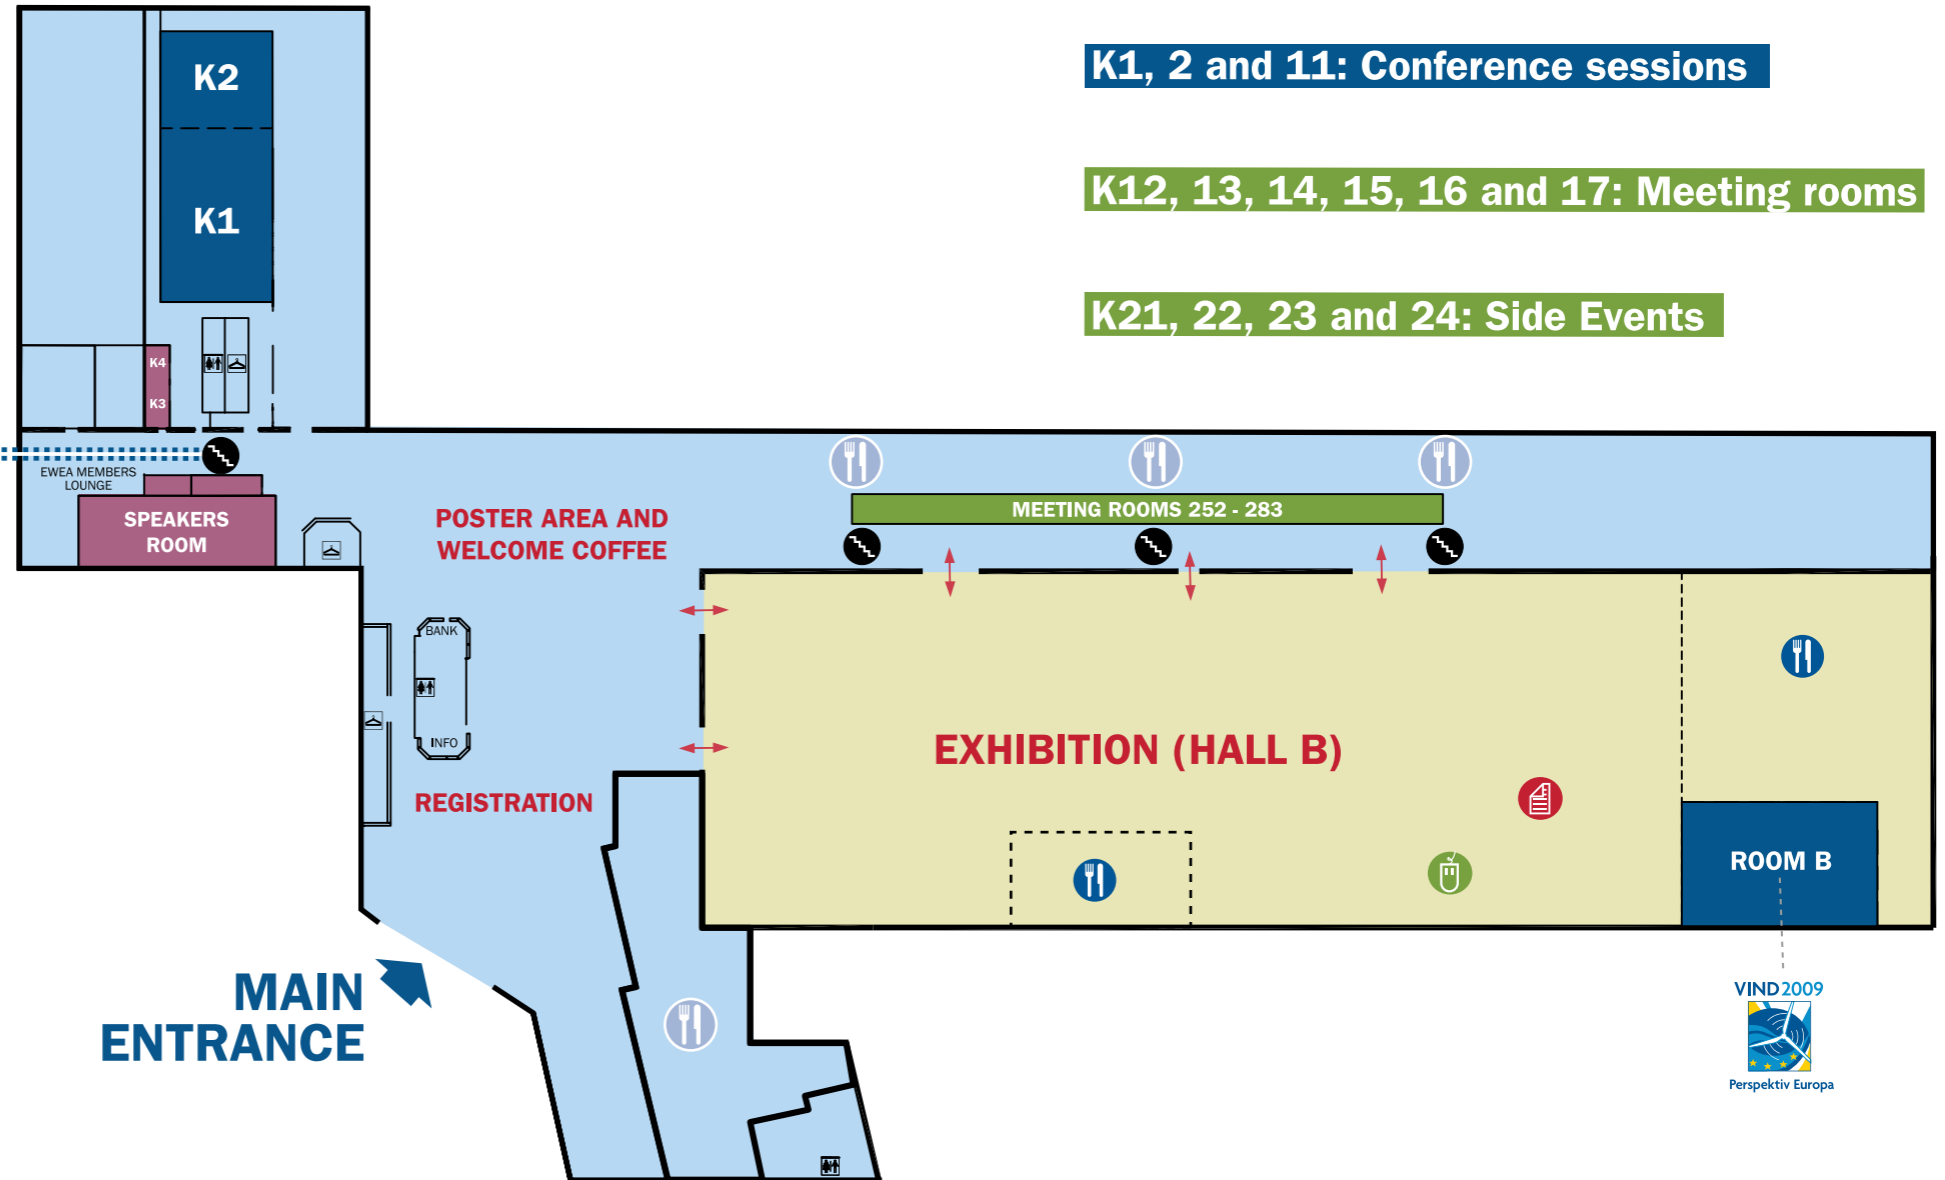 K1, 2 and 11: Conference sessions
K12, 13, 14, 15, 16 and 17: Meeting rooms
K21, 22, 23 and 24: Side Events
K2
K1
K4
K3
EWEA MEMBERS
LOUNGE
SPEAKERS
ROOM
POSTER AREA AND
WELCOME COFFEE
MEETING ROOMS 252 - 283
BANK
INFO
REGISTRATION
EXHIBITION (HALL B)
ROOM B
MAIN
ENTRANCE
VIND2009
Perspektiv Europa